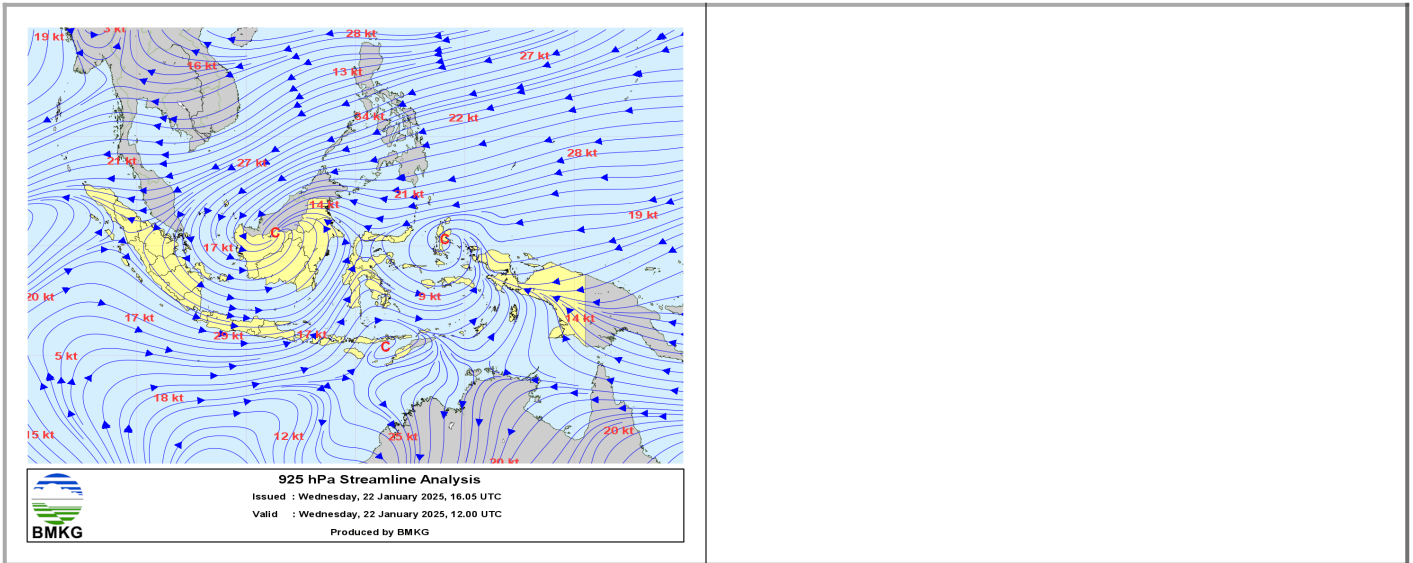 3 kt
28 kt
19 kt
27 kt
16 kt
13 kt
34 kt
22 kt
28 kt
21 kt
27 kt
21 kt
14 kt
19 kt
C
C
17 kt
20 kt
9 kt
17 kt
14 kt
17 kt
C
5 kt
18 kt
15 kt
12 kt
20 kt
20 kt
925 hPa Streamline Analysis
Issued : Wednesday, 22 January 2025, 16.05 UTC
Valid : Wednesday, 22 January 2025, 12.00 UTC
Produced by BMKG
BMKG